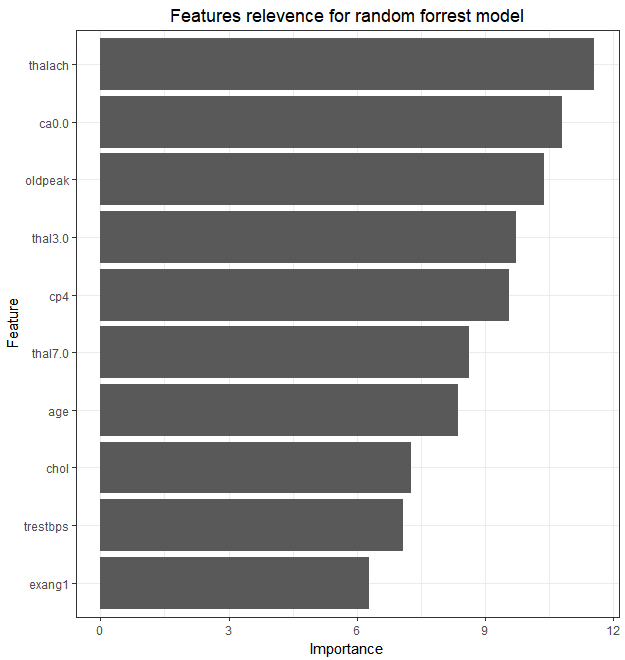 Features relevence for random forrest model
Feature
thalach
ca0.0
oldpeak
thal3.0
cp4
thal7.0
age
chol
trestbps
exang1
0 3 6 9 12
Importance